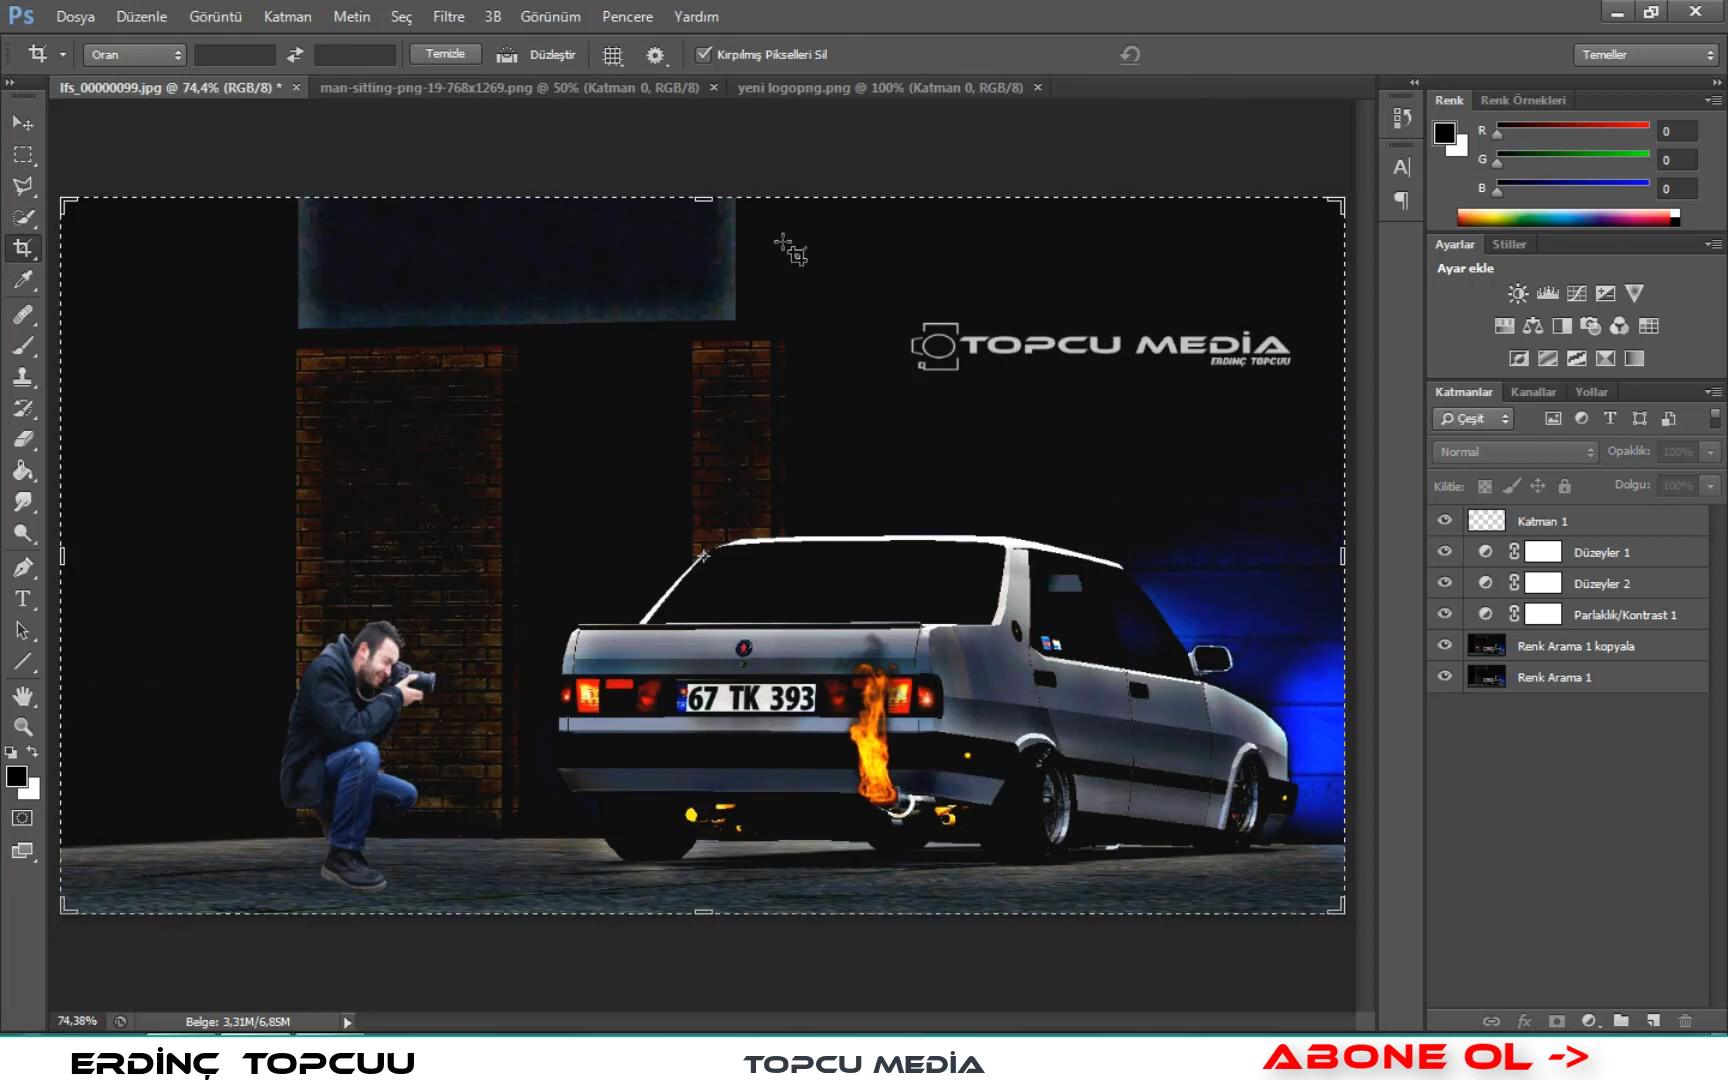 Ps Dosya Düzenle Görüntü Katman Metin Seç Filtre 3B Görünüm Pencere Yardım
Oran Temizle Düzleştir Kırpılmış Pikselleri Sil Temeller
lfs_00000099.jpg @ 74,4% (RGB/8) * × man-sitting-png-19-768x1269.png @ 50% (Katman 0, RGB/8) × yeni logopng.png @ 100% (Katman 0, RGB/8) ×
Renk Renk Örnekleri
R 0
G 0
B 0
Ayarlar Stiller
Ayar ekle
TOPCU MEDİA
ERDİNÇ TOPCUU
67 TK 393
Katmanlar Kanallar Yollar
Çeşit
Normal Opaklık: 100%
Kilitle: Dolgu: 100%
Katman 1
Düzeyler 1
Düzeyler 2
Parlaklık/Kontrast 1
Renk Arama 1 kopyala
Renk Arama 1
74,38% Belge: 3,31M/6,85M
ERDİNÇ TOPCUU TOPCU MEDİA ABONE OL ->